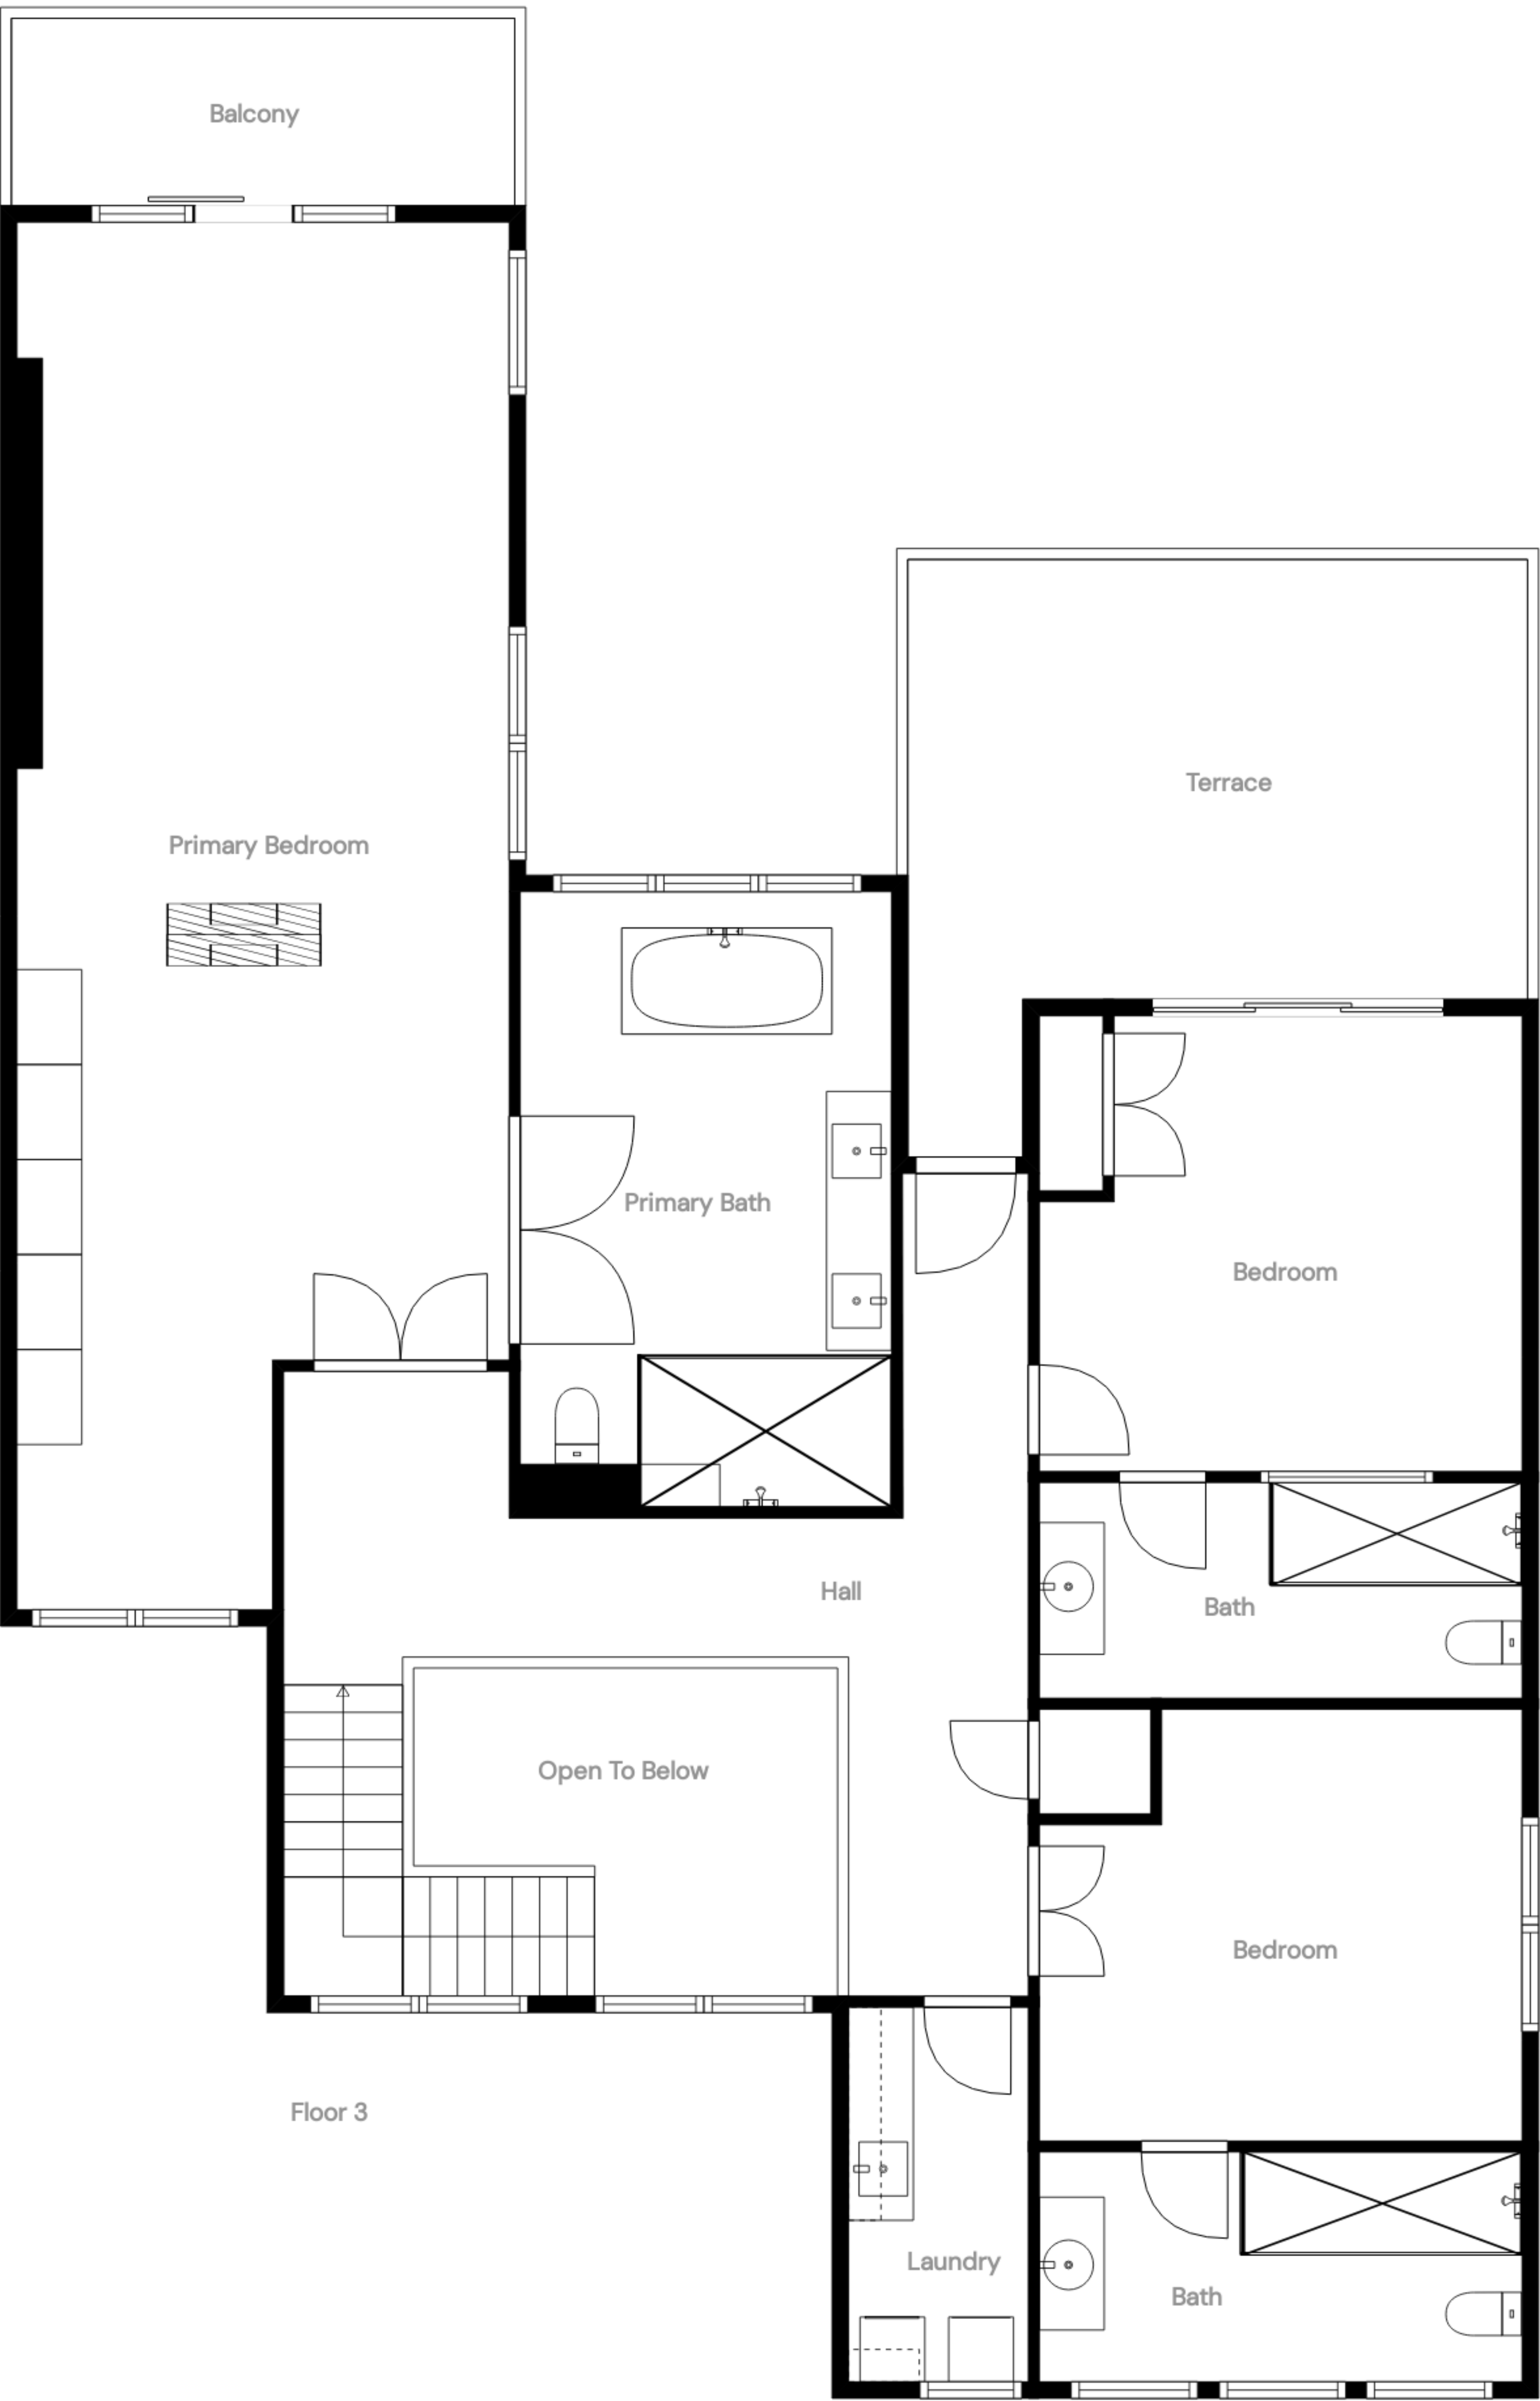 Balcony
Terrace
Primary Bedroom
Primary Bath
Bedroom
Hall
Bath
Open To Below
Bedroom
Floor 3
Laundry
Bath